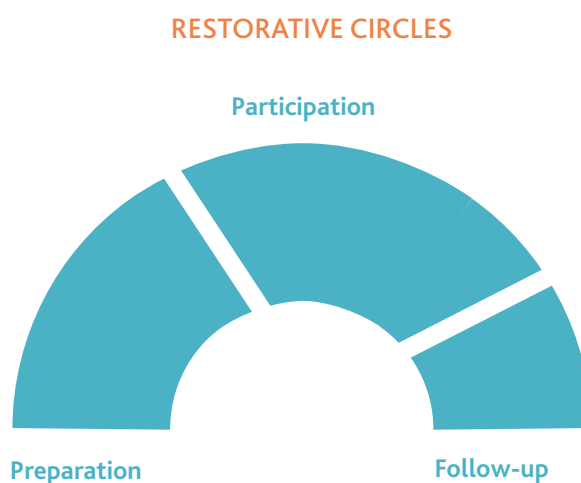 RESTORATIVE CIRCLES
Participation
Preparation
Follow-up